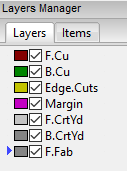 Layers Manager
Layers Items
F.Cu
B.Cu
Edge.Cuts
Margin
F.CrtYd
B.CrtYd
F.Fab